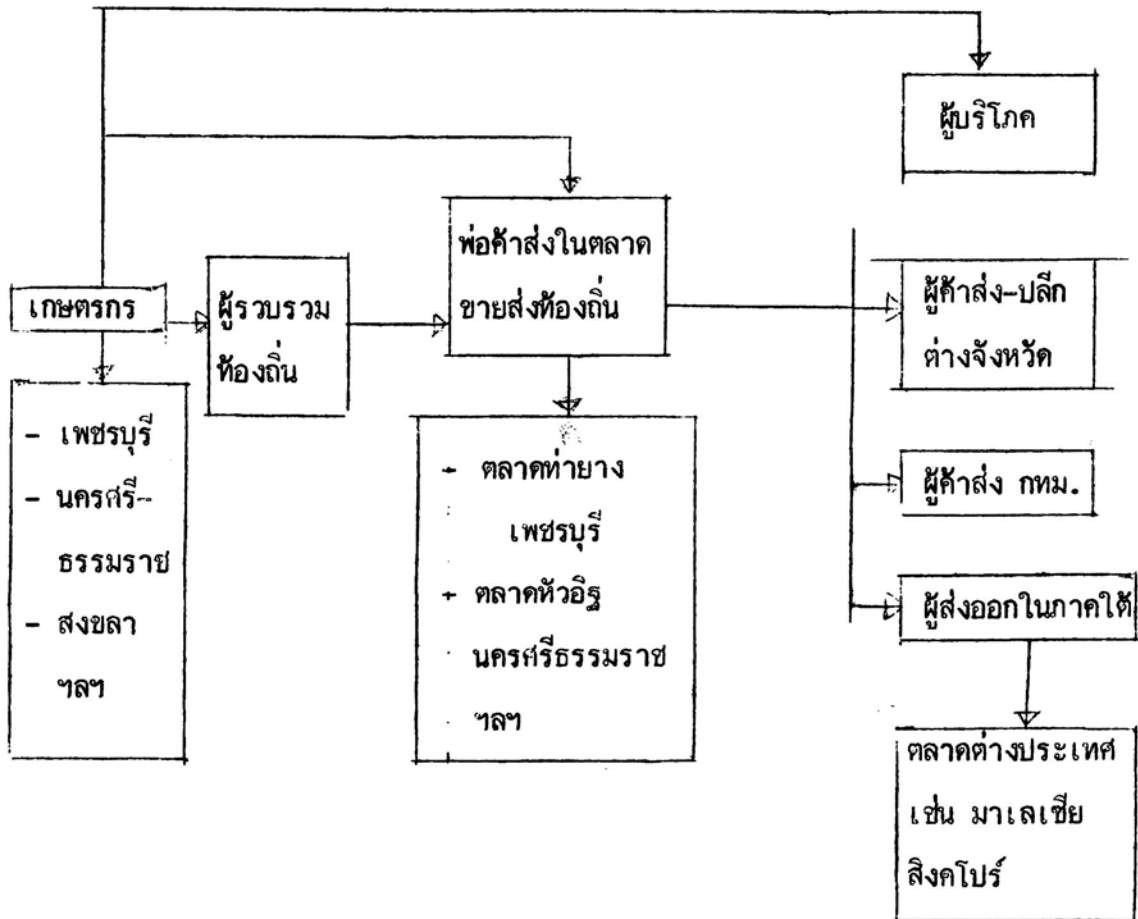 ผู้บริโภค
เกษตรกร
ผู้รวบรวม
ท้องถิ่น
พ่อค้าส่งในตลาด
ขายส่งท้องถิ่น
ผู้ค้าส่ง-ปลีก
ต่างจังหวัด
ผู้ค้าส่ง กทม.
ผู้ส่งออกในภาคใต้
- เพชรบุรี
- นครศรี-
ธรรมราช
- สงขลา
ฯลฯ
- ตลาดท่ายาง
เพชรบุรี
- ตลาดหัวอิฐ
นครศรีธรรมราช
ฯลฯ
ตลาดต่างประเทศ
เช่น มาเลเซีย
สิงคโปร์